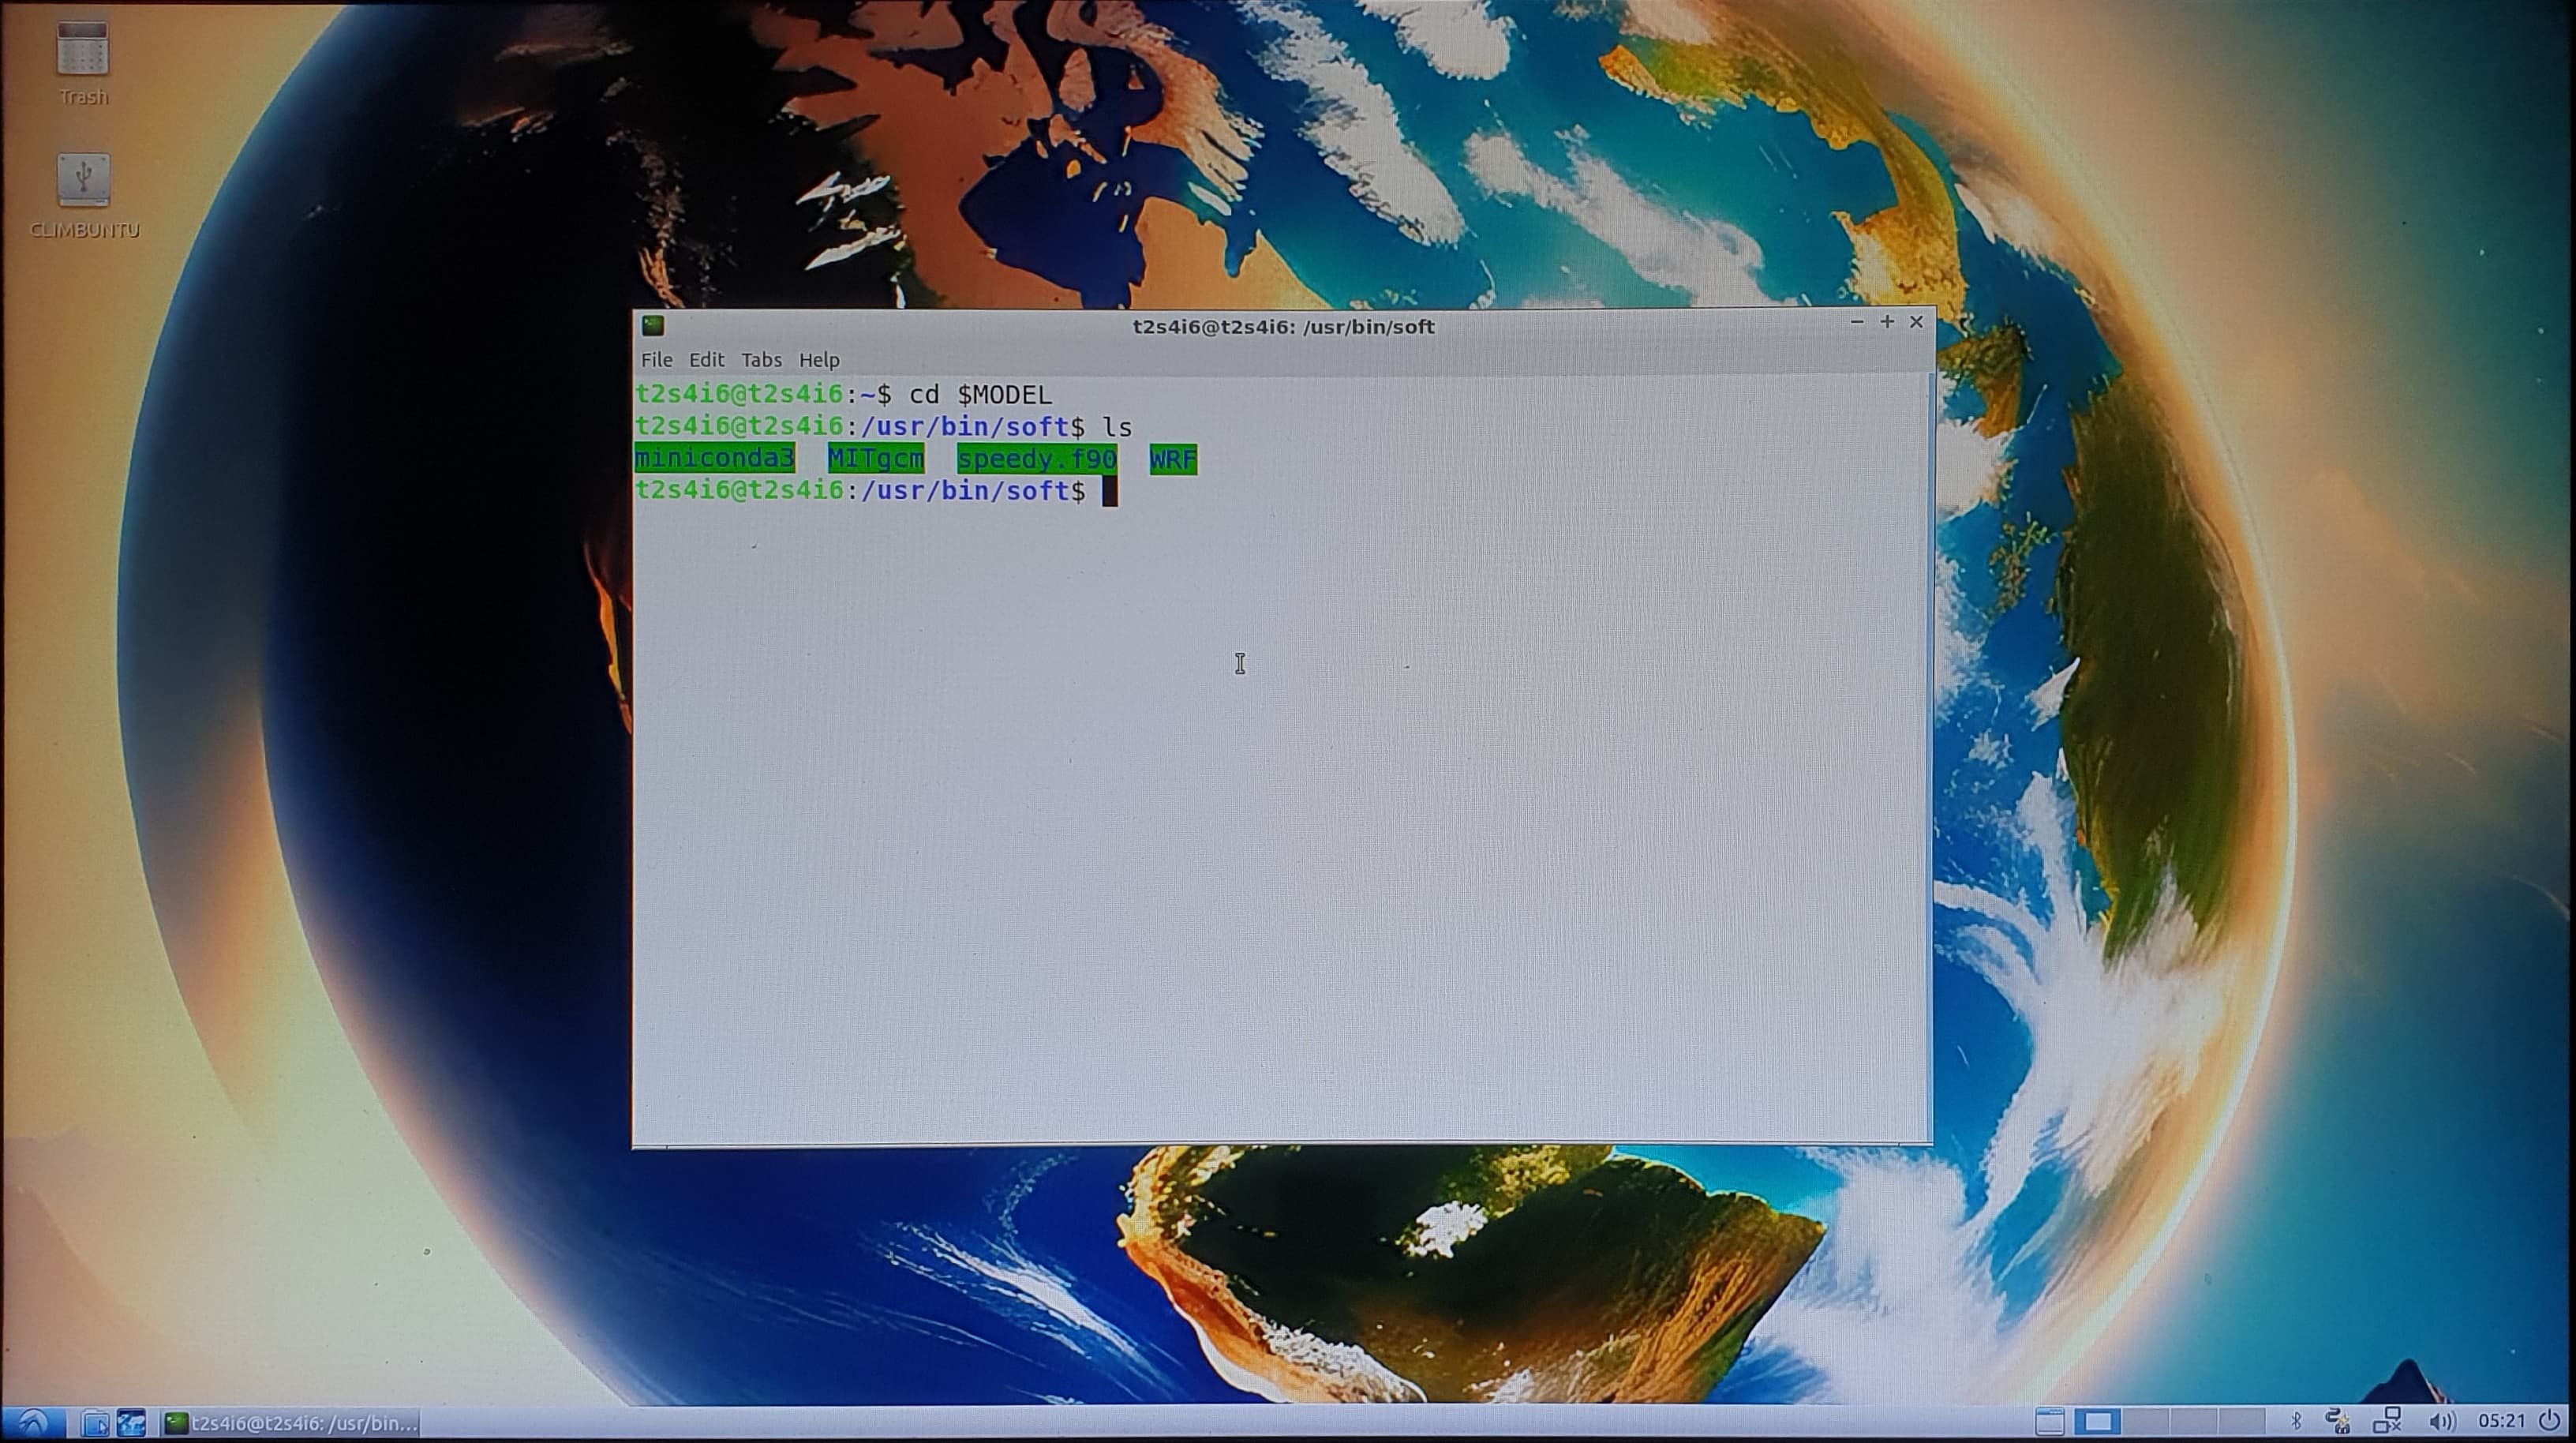 Trash
CLIMBUNTU
t2s4i6@t2s4i6: /usr/bin/soft
File Edit Tabs Help
t2s4i6@t2s4i6:~$ cd $MODEL
t2s4i6@t2s4i6:/usr/bin/soft$ ls
miniconda3 MITgcm speedy.f90 WRF
t2s4i6@t2s4i6:/usr/bin/soft$
t2s4i6@t2s4i6: /usr/bin...
05:21